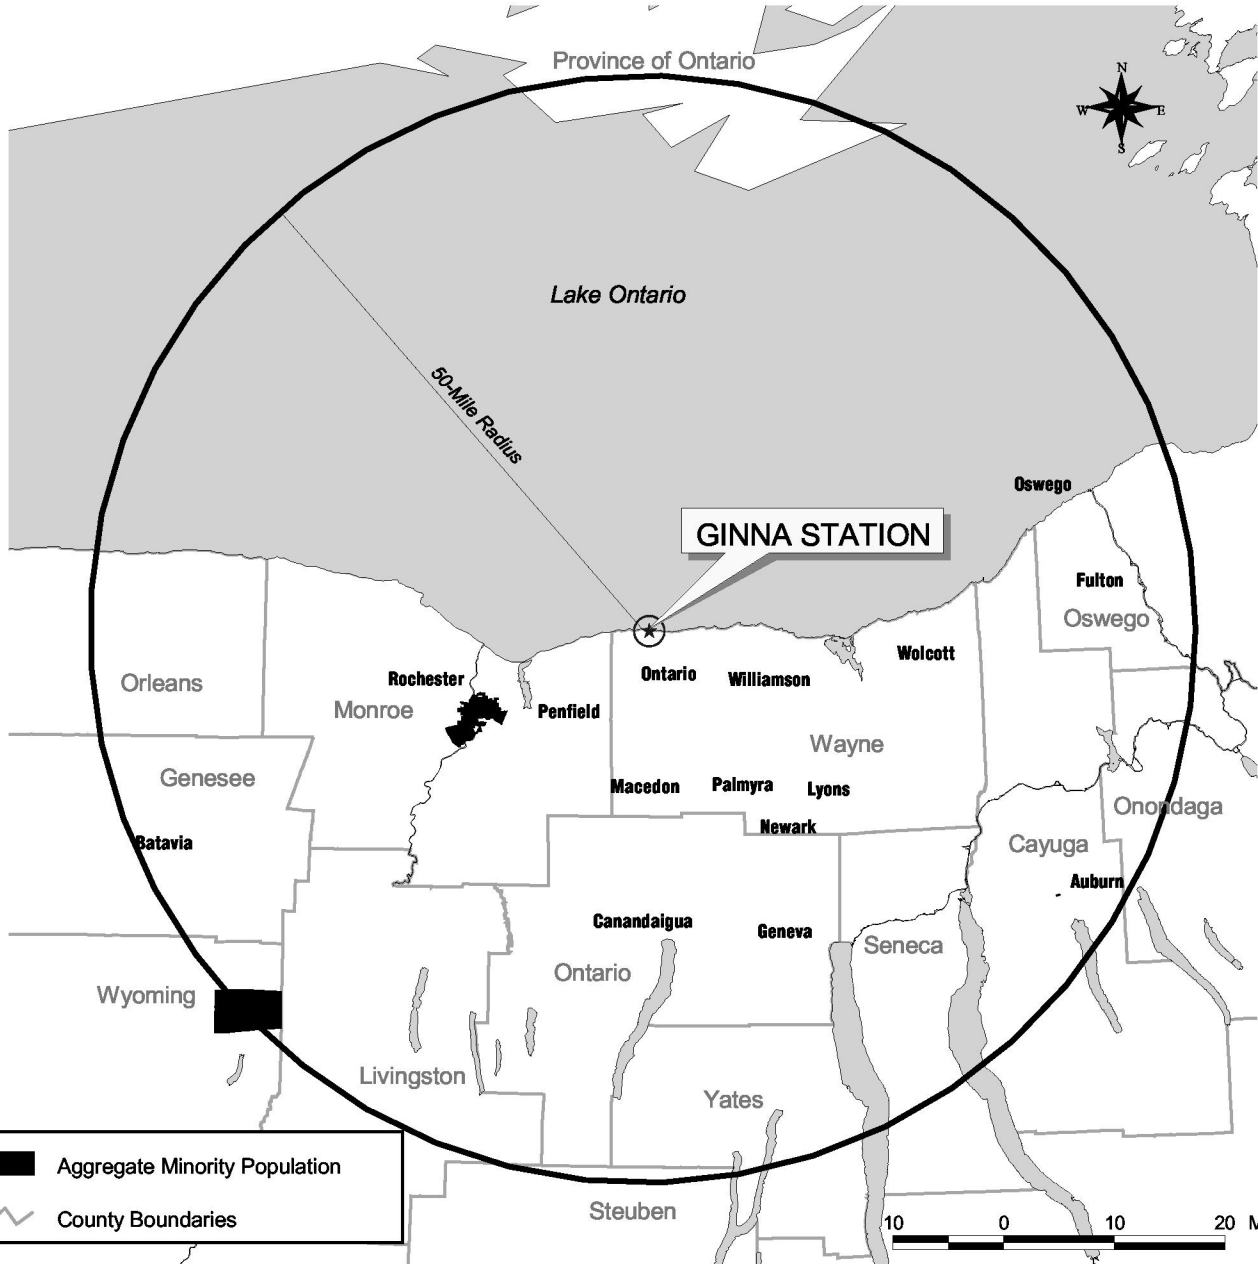 Province of Ontario
N
W E
S
Lake Ontario
50-Mile Radius
Oswego
GINNA STATION
Fulton
Oswego
Wolcott
Ontario
Williamson
Rochester
Orleans
Monroe
Penfield
Wayne
Genesee
Macedon
Palmyra
Lyons
Onondaga
Newark
Batavia
Cayuga
Auburn
Canandaigua
Geneva
Seneca
Ontario
Wyoming
Livingston
Yates
Aggregate Minority Population
County Boundaries
Steuben
10 0 10 20 M